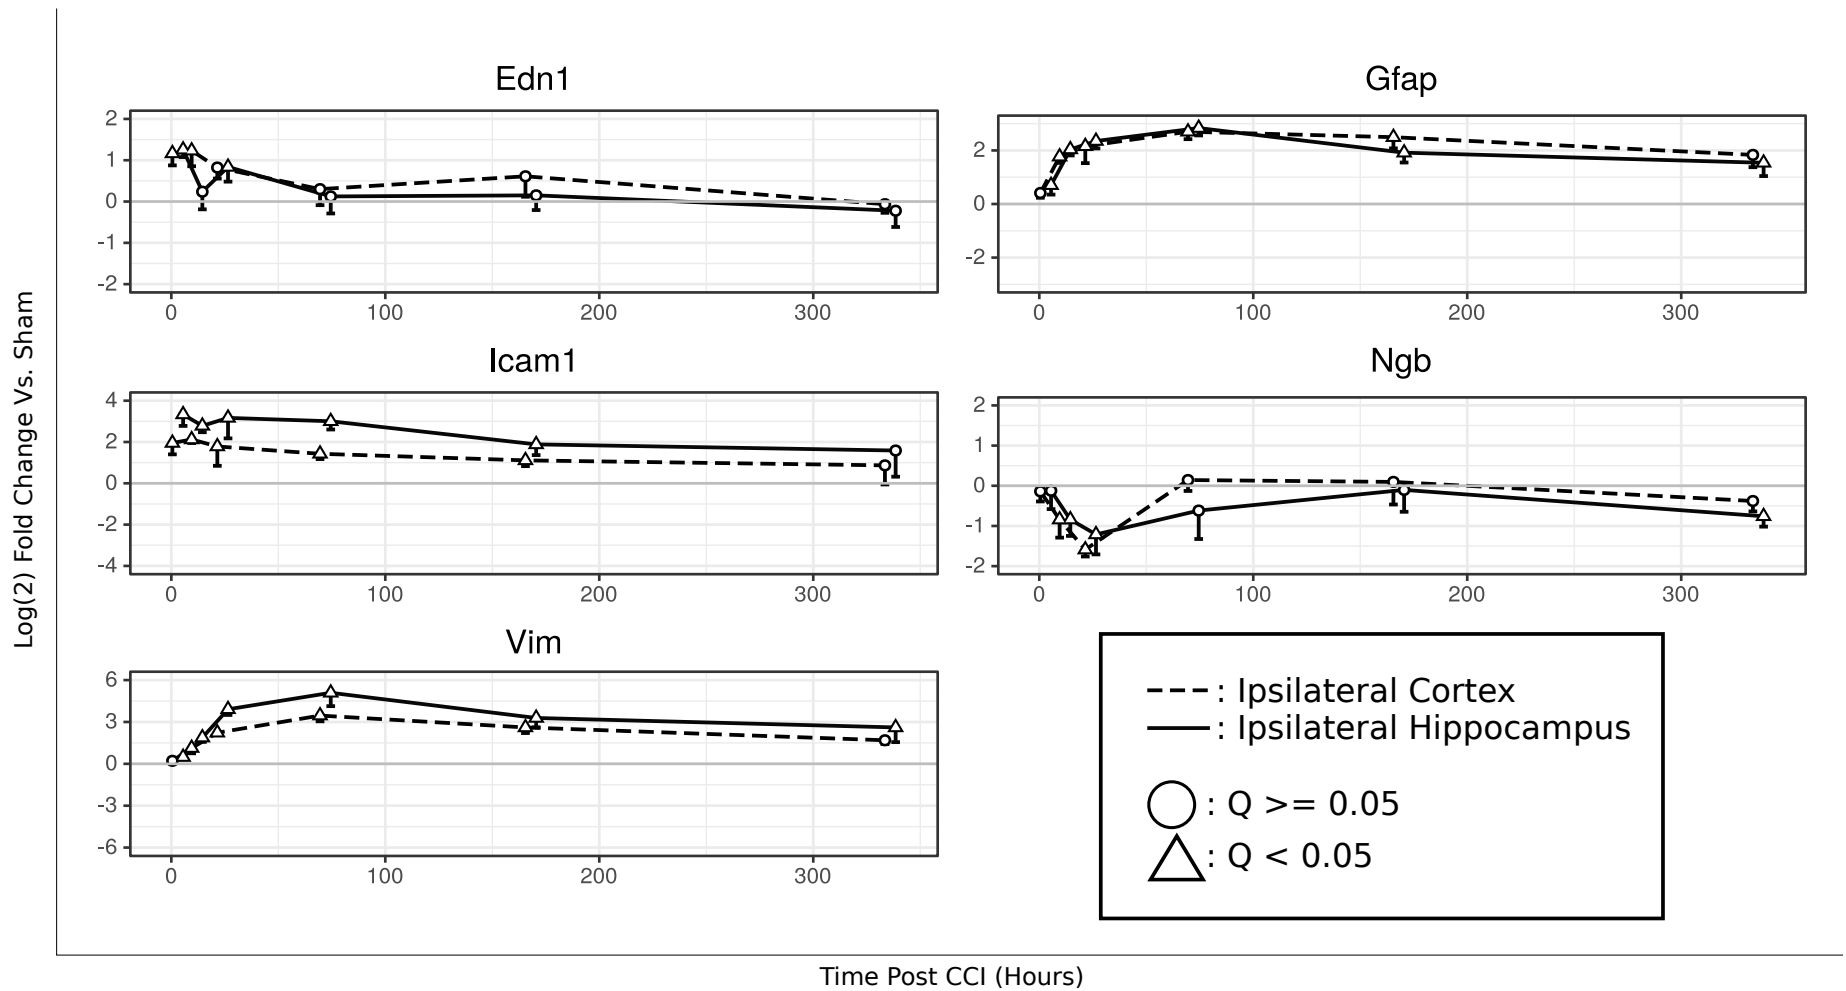 Log(2) Fold Change Vs. Sham
Edn1
2
1
0
-1
-2
0 100 200 300
Gfap
2
0
-2
0 100 200 300
Icam1
4
2
0
-2
-4
0 100 200 300
Ngb
2
1
0
-1
-2
0 100 200 300
Vim
6
3
0
-3
-6
0 100 200 300
: Ipsilateral Cortex
: Ipsilateral Hippocampus
: Q >= 0.05
: Q < 0.05
Time Post CCI (Hours)